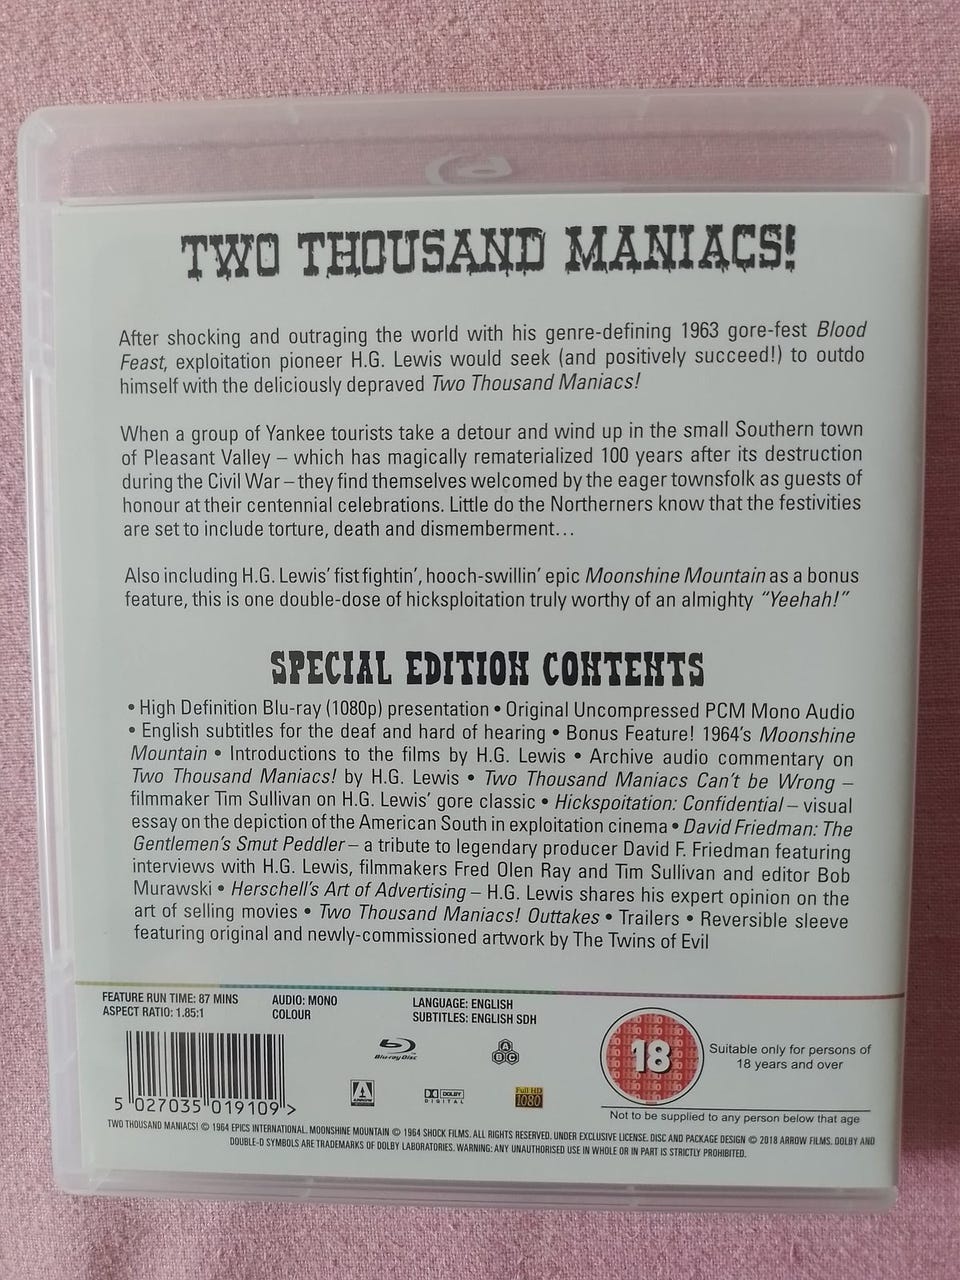 TWO THOUSAND MANIACS!
After shocking and outraging the world with his genre-defining 1963 gore-fest Blood
Feast, exploitation pioneer H.G. Lewis would seek (and positively succeed!) to outdo
himself with the deliciously depraved Two Thousand Maniacs!
When a group of Yankee tourists take a detour and wind up in the small Southern town
of Pleasant Valley – which has magically rematerialized 100 years after its destruction
during the Civil War – they find themselves welcomed by the eager townsfolk as guests of
honour at their centennial celebrations. Little do the Northerners know that the festivities
are set to include torture, death and dismemberment…
Also including H.G. Lewis' fistfightin', hooch-swillin' epic Moonshine Mountain as a bonus
feature, this is one double-dose of hicksploitation truly worthy of an almighty “Yeehah!”
SPECIAL EDITION CONTENTS
• High Definition Blu-ray (1080p) presentation • Original Uncompressed PCM Mono Audio
• English subtitles for the deaf and hard of hearing • Bonus Feature! 1964's Moonshine
Mountain • Introductions to the films by H.G. Lewis • Archive audio commentary on
Two Thousand Maniacs! by H.G. Lewis • Two Thousand Maniacs Can't be Wrong –
filmmaker Tim Sullivan on H.G. Lewis' gore classic • Hickspoitation: Confidential – visual
essay on the depiction of the American South in exploitation cinema • David Friedman: The
Gentlemen's Smut Peddler – a tribute to legendary producer David F. Friedman featuring
interviews with H.G. Lewis, filmmakers Fred Olen Ray and Tim Sullivan and editor Bob
Murawski • Herschell's Art of Advertising – H.G. Lewis shares his expert opinion on the
art of selling movies • Two Thousand Maniacs! Outtakes • Trailers • Reversible sleeve
featuring original and newly-commissioned artwork by The Twins of Evil
FEATURE RUN TIME: 87 MINS AUDIO: MONO LANGUAGE: ENGLISH
ASPECT RATIO: 1.85:1 COLOUR SUBTITLES: ENGLISH SDH
Blu-ray Disc
A B C
18
Suitable only for persons of
18 years and over
Not to be supplied to any person below that age
ARROW
DOLBY
DIGITAL
Full HD
1080
5 027035 019109 >
TWO THOUSAND MANIACS! © 1964 EPICS INTERNATIONAL. MOONSHINE MOUNTAIN © 1964 SHOCK FILMS. ALL RIGHTS RESERVED. UNDER EXCLUSIVE LICENSE. DISC AND PACKAGE DESIGN © 2018 ARROW FILMS. DOLBY AND
DOUBLE-D SYMBOLS ARE TRADEMARKS OF DOLBY LABORATORIES. WARNING: ANY UNAUTHORISED USE IN WHOLE OR IN PART IS STRICTLY PROHIBITED.